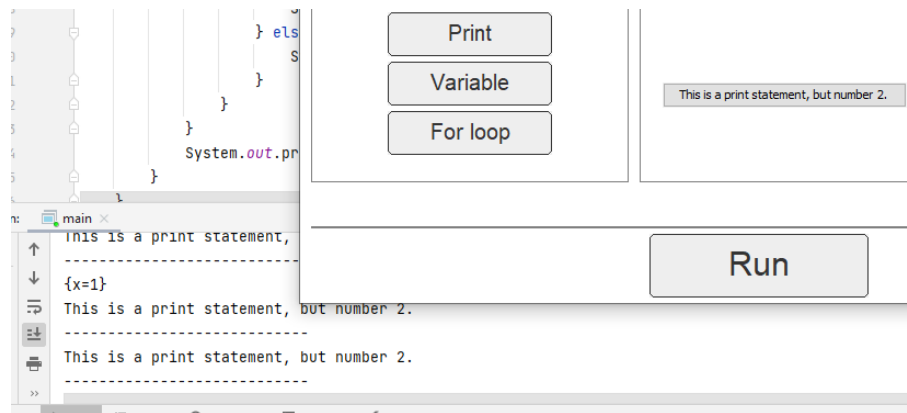 } els
S
}
}
}
System.out.pr
}
}
Print
Variable
For loop
This is a print statement, but number 2.
Run
main
This is a print statement,
----------------------------
{x=1}
This is a print statement, but number 2.
----------------------------
This is a print statement, but number 2.
----------------------------